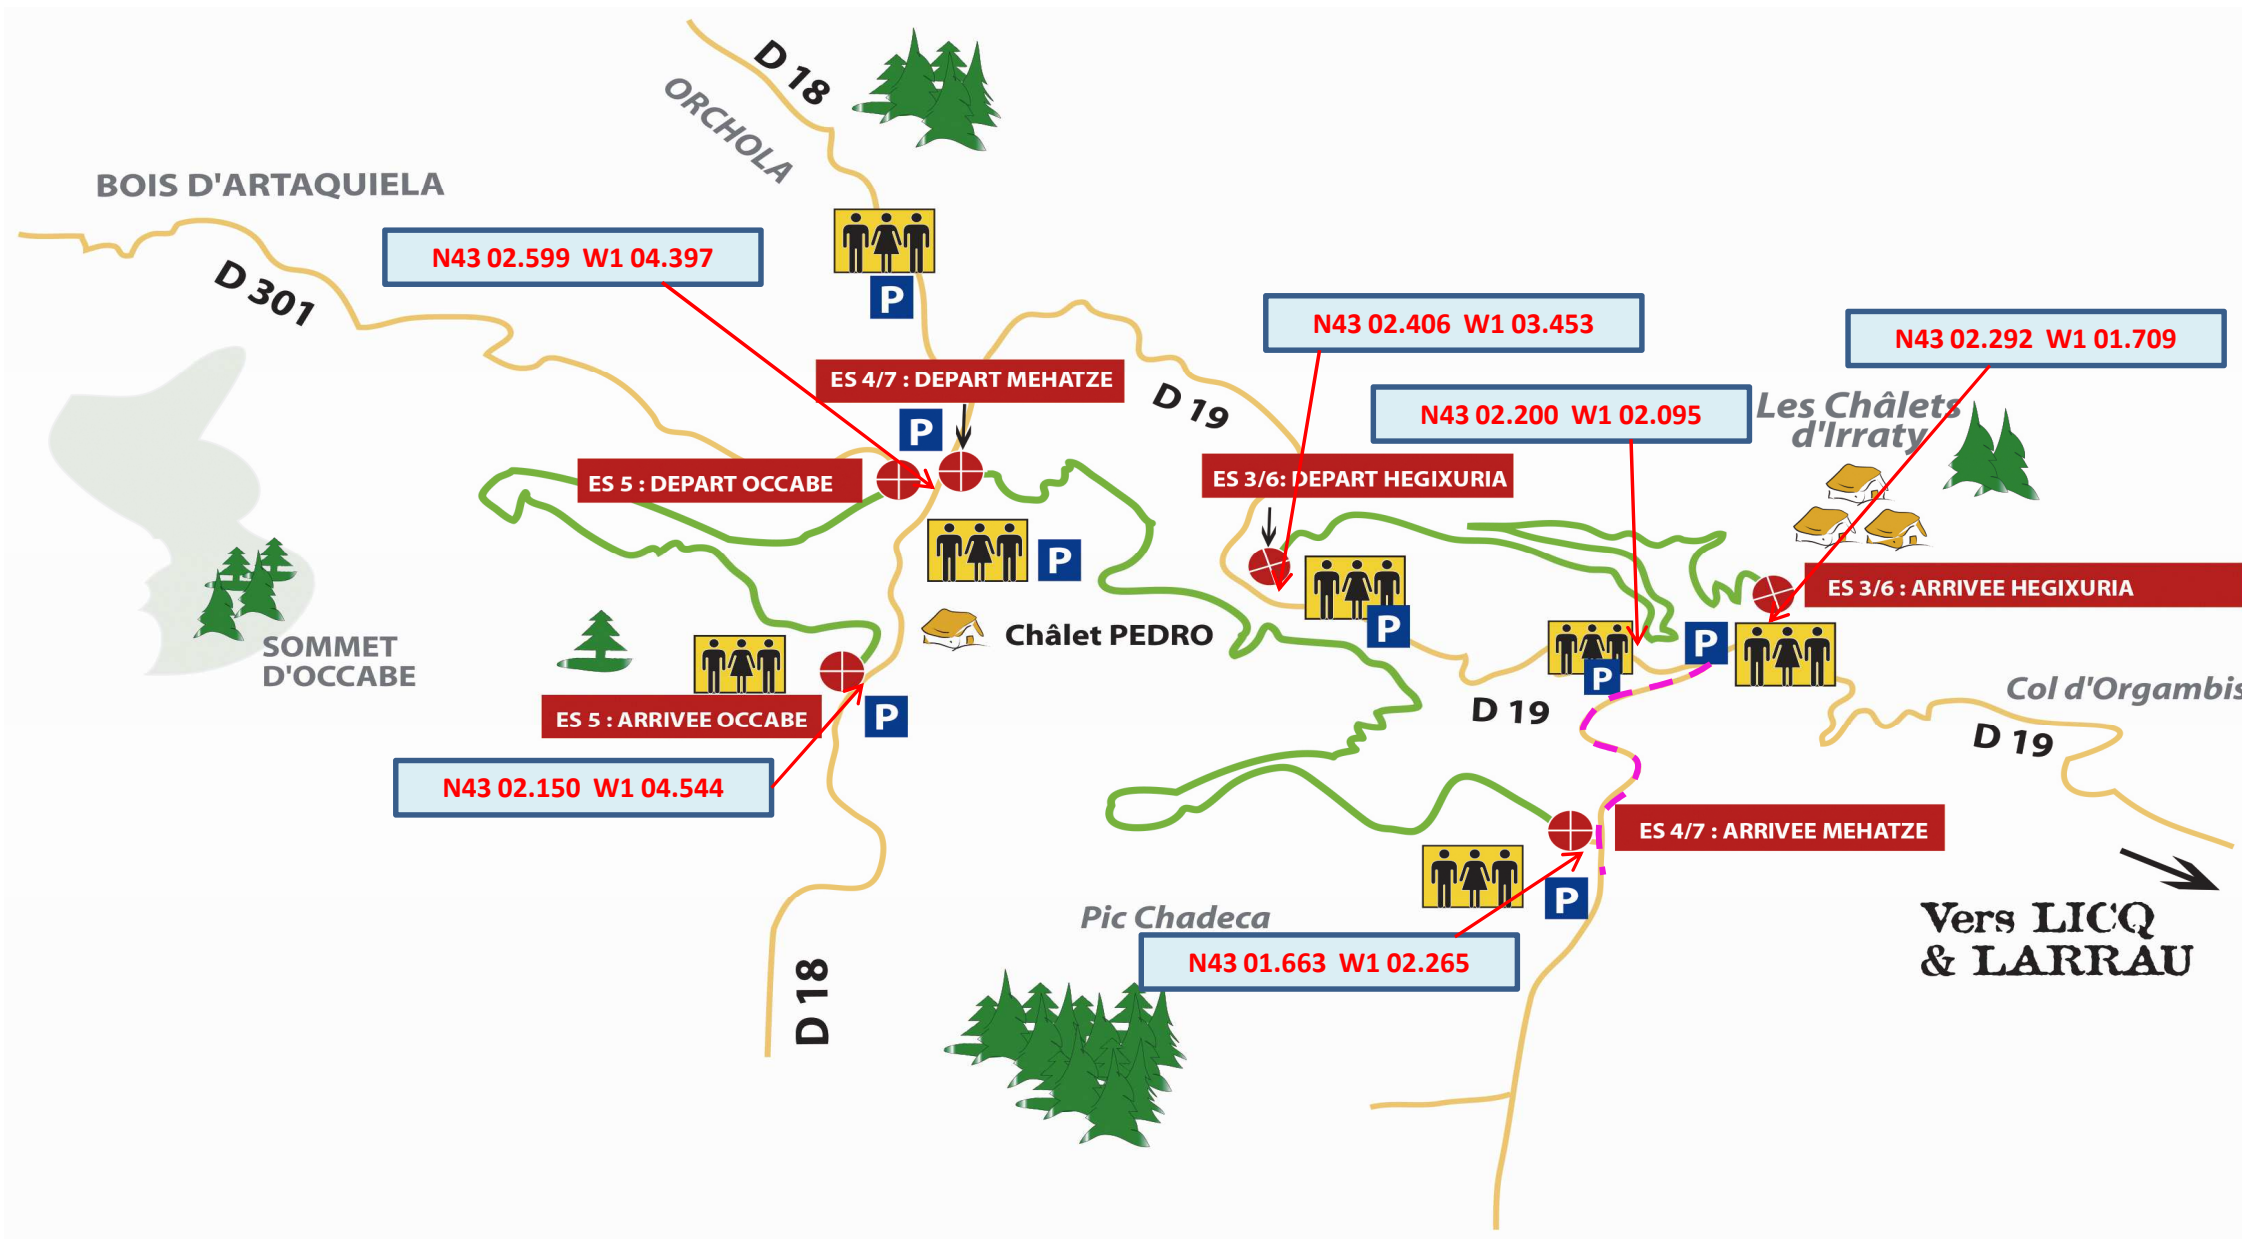 D 18
ORCHOLA
BOIS D'ARTAQUIELA
N43 02.599 W1 04.397
D 301
P
N43 02.406 W1 03.453
N43 02.292 W1 01.709
ES 4/7 : DEPART MEHATZE
D 19
N43 02.200 W1 02.095
Les Châlets
d'Irraty
P
ES 5 : DEPART OCCABE
ES 3/6: DEPART HEGIXURIA
P
ES 3/6 : ARRIVEE HEGIXURIA
Châlet PEDRO
P
P
SOMMET
D'OCCABE
P
ES 5 : ARRIVEE OCCABE
P
D 19
Col d'Orgambis
D 19
N43 02.150 W1 04.544
ES 4/7 : ARRIVEE MEHATZE
P
Pic Chadeca
Vers LICQ
& LARRAU
N43 01.663 W1 02.265
D 18